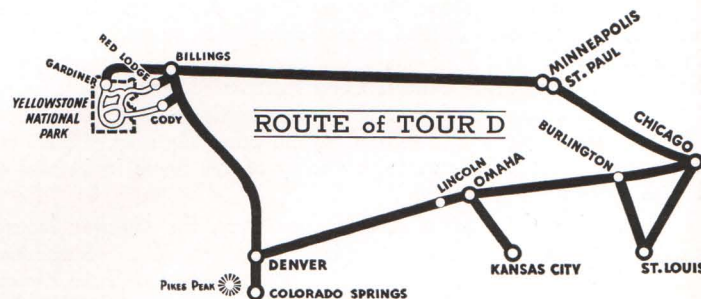 RED LODGE
BILLINGS
GARDINER
YELLOWSTONE
NATIONAL
PARK
CODY
MINNEAPOLIS
ST. PAUL
ROUTE of TOUR D
CHICAGO
BURLINGTON
LINCOLN
OMAHA
DENVER
KANSAS CITY
ST. LOUIS
PIKES PEAK
COLORADO SPRINGS